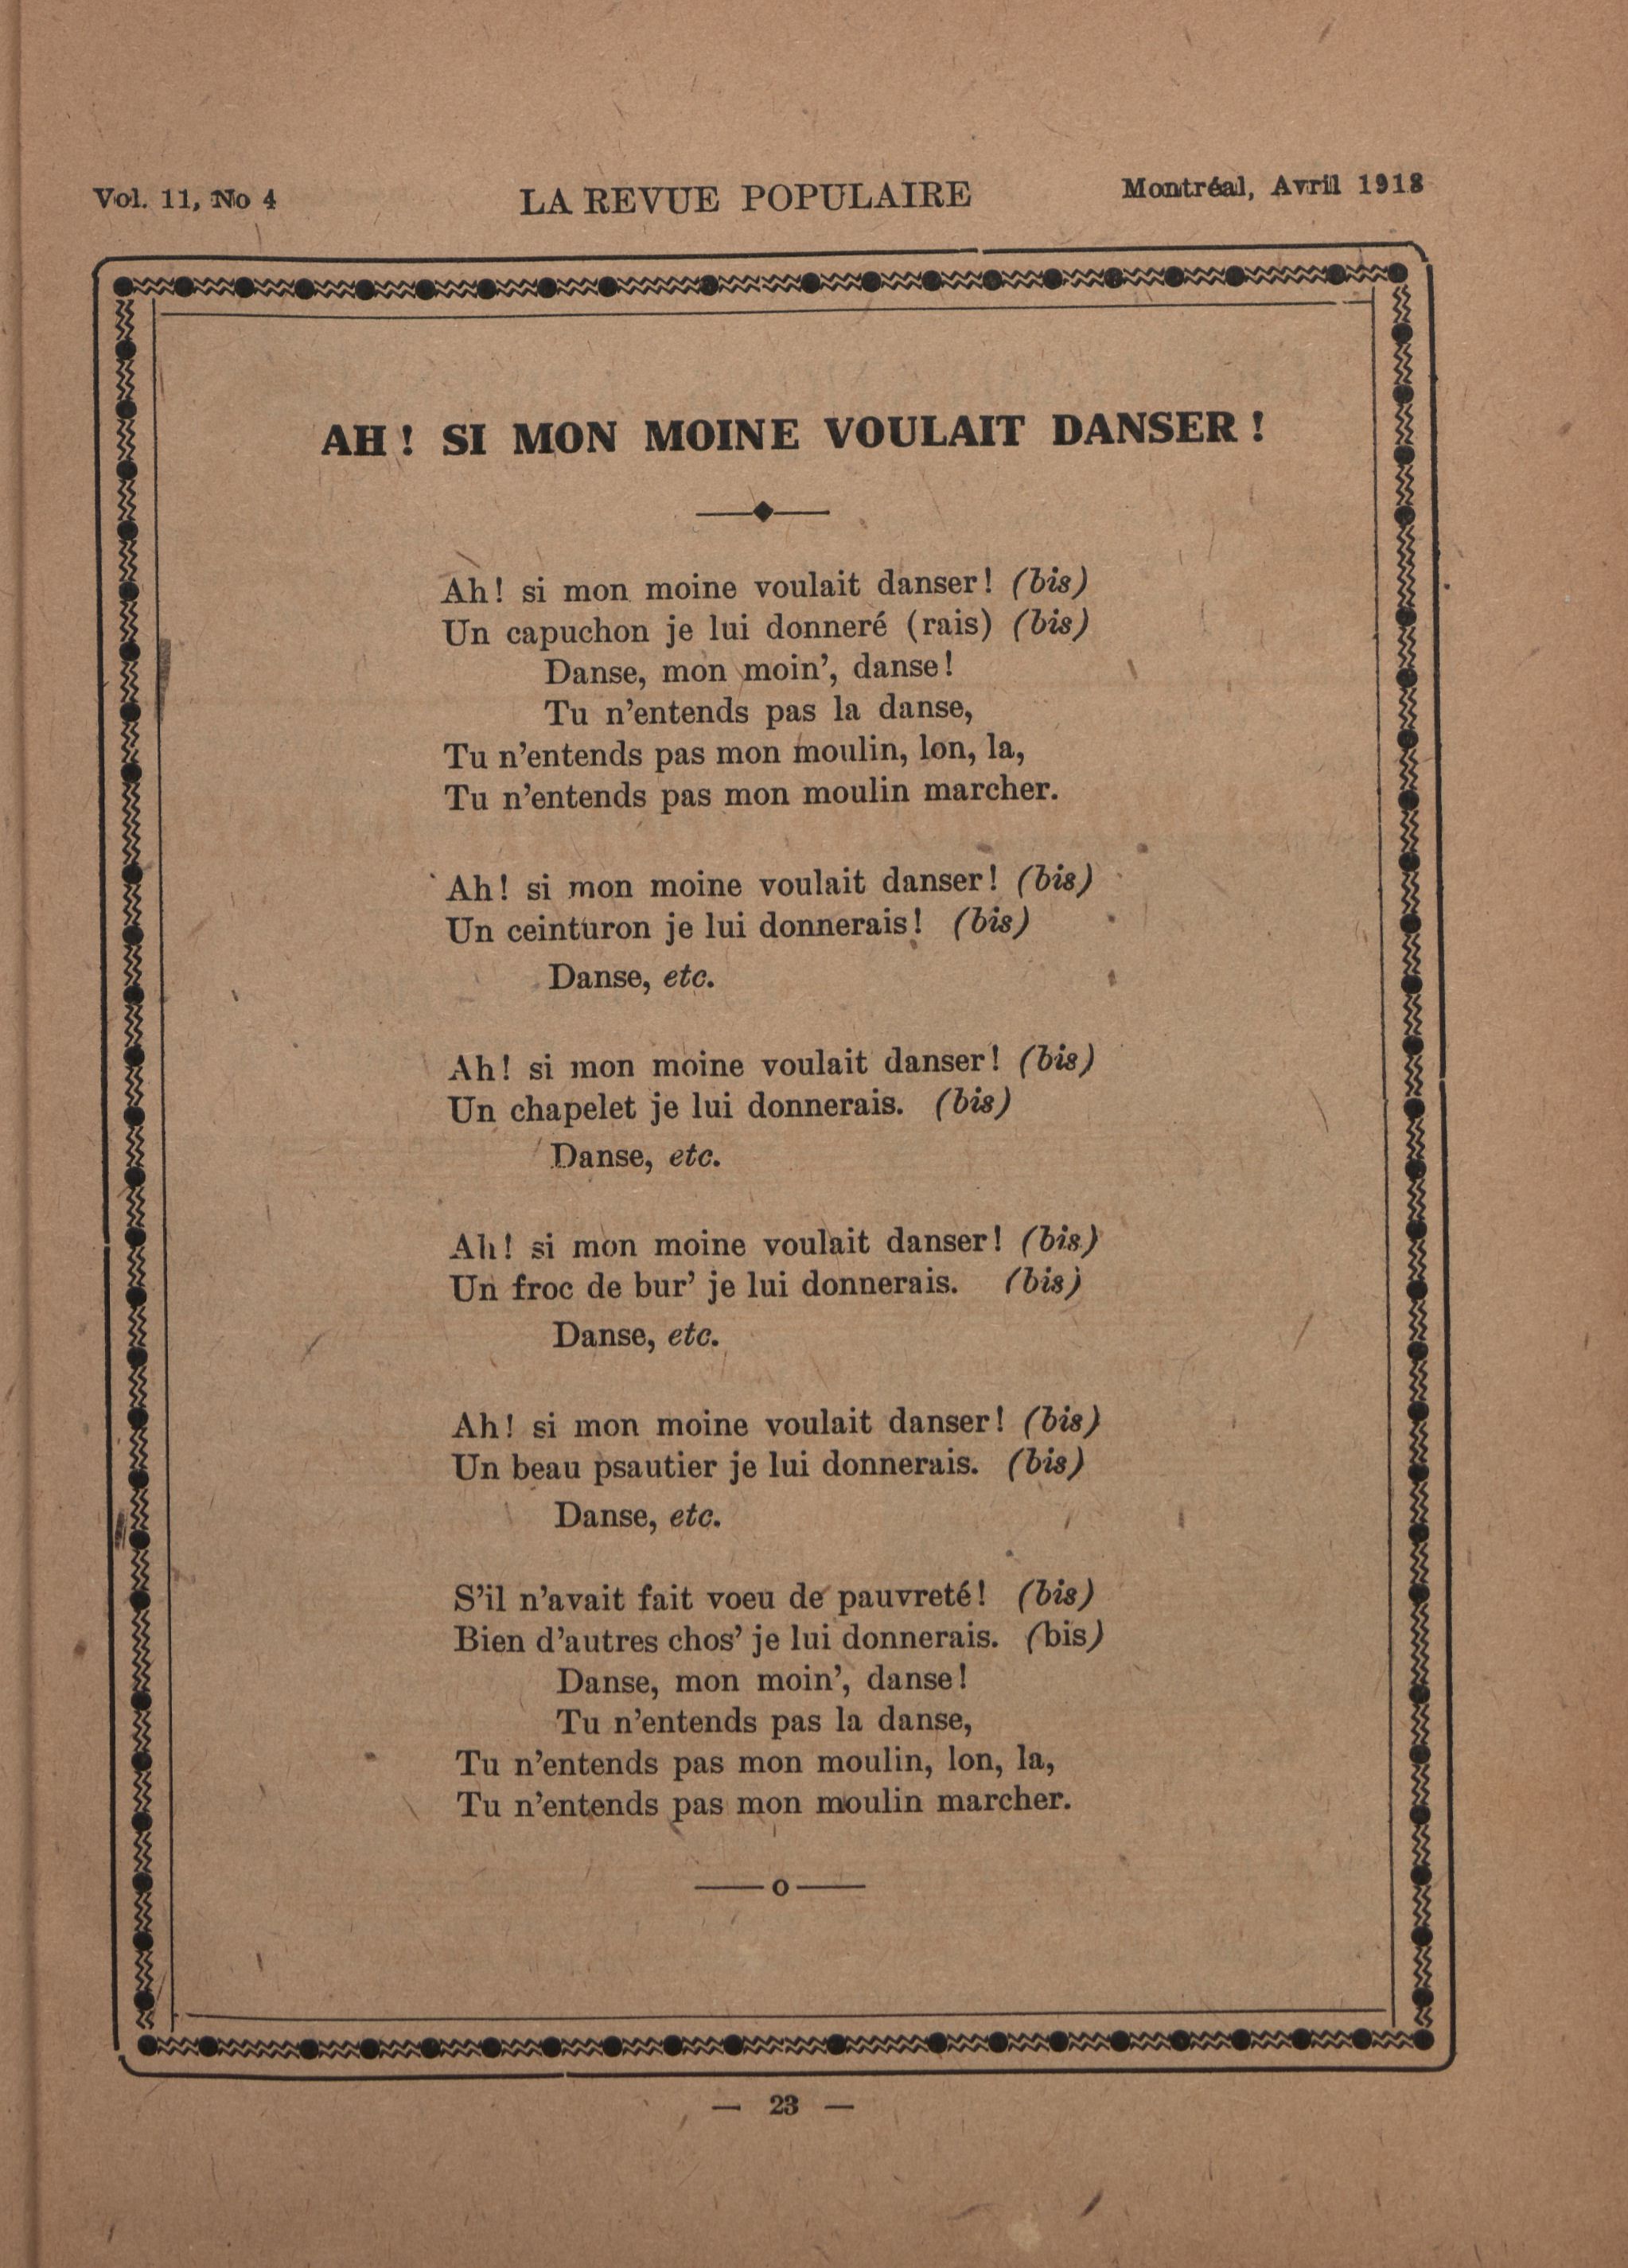 Vol. 11, No 4 LA REVUE POPULAIRE Montréal, Avril 1918
AH! SI MON MOINE VOULAIT DANSER!
Ah! si mon moine voulait danser! (bis)
Un capuchon je lui donneré (rais) (bis)
Danse, mon moin', danse!
Tu n'entends pas la danse,
Tu n'entends pas mon moulin, lon, la,
Tu n'entends pas mon moulin marcher.
Ah! si mon moine voulait danser! (bis)
Un ceinturon je lui donnerais! (bis)
Danse, etc.
Ah! si mon moine voulait danser! (bis)
Un chapelet je lui donnerais. (bis)
Danse, etc.
Ah! si mon moine voulait danser! (bis)
Un froc de bur' je lui donnerais. (bis)
Danse, etc.
Ah! si mon moine voulait danser! (bis)
Un beau psautier je lui donnerais. (bis)
Danse, etc.
S'il n'avait fait voeu de pauvreté! (bis)
Bien d'autres chos' je lui donnerais. (bis)
Danse, mon moin', danse!
Tu n'entends pas la danse,
Tu n'entends pas mon moulin, lon, la,
Tu n'entends pas mon moulin marcher.
— o —
— 23 —